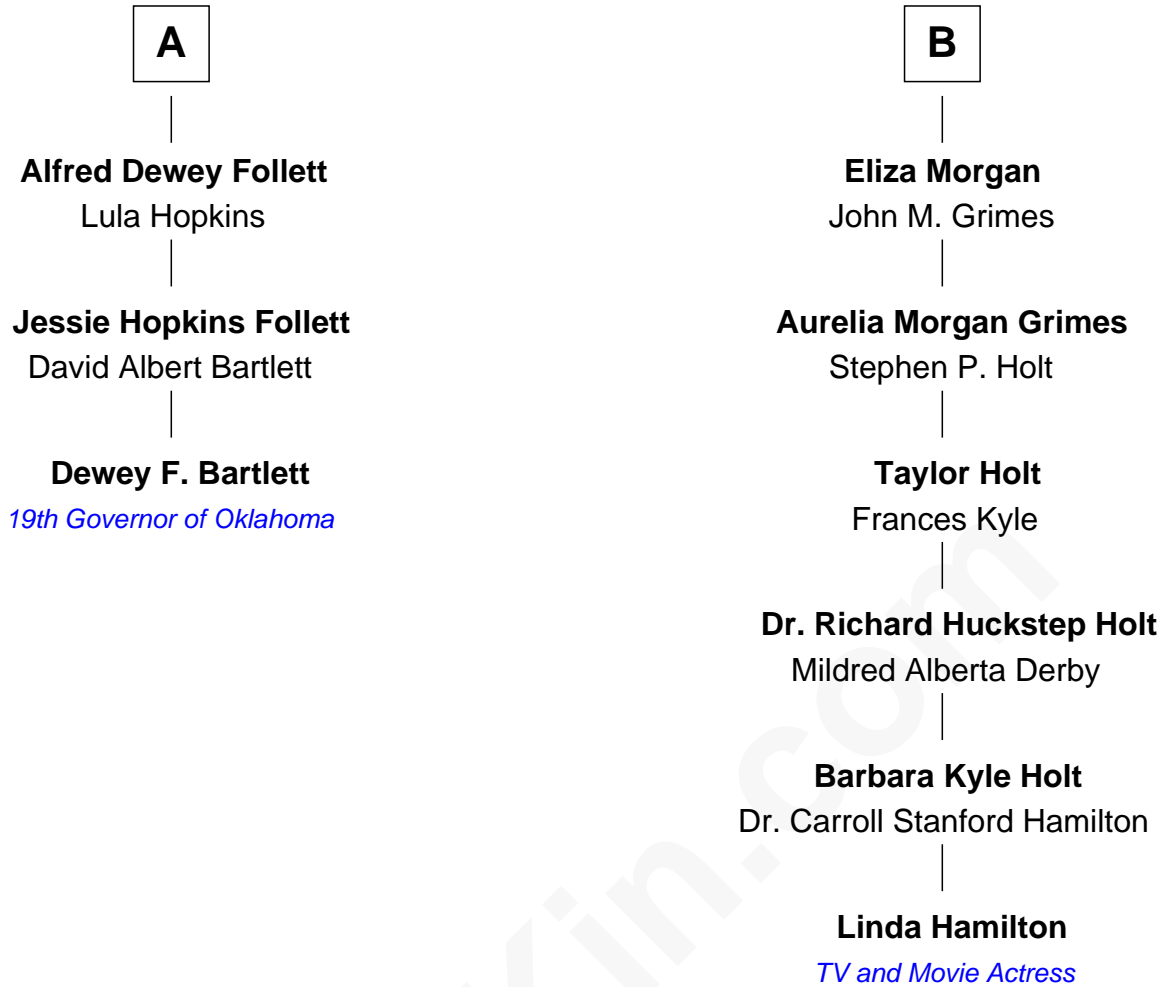 A
Alfred Dewey Follett
Lula Hopkins
Jessie Hopkins Follett
David Albert Bartlett
Dewey F. Bartlett
19th Governor of Oklahoma
B
Eliza Morgan
John M. Grimes
Aurelia Morgan Grimes
Stephen P. Holt
Taylor Holt
Frances Kyle
Dr. Richard Huckstep Holt
Mildred Alberta Derby
Barbara Kyle Holt
Dr. Carroll Stanford Hamilton
Linda Hamilton
TV and Movie Actress
Kin.com